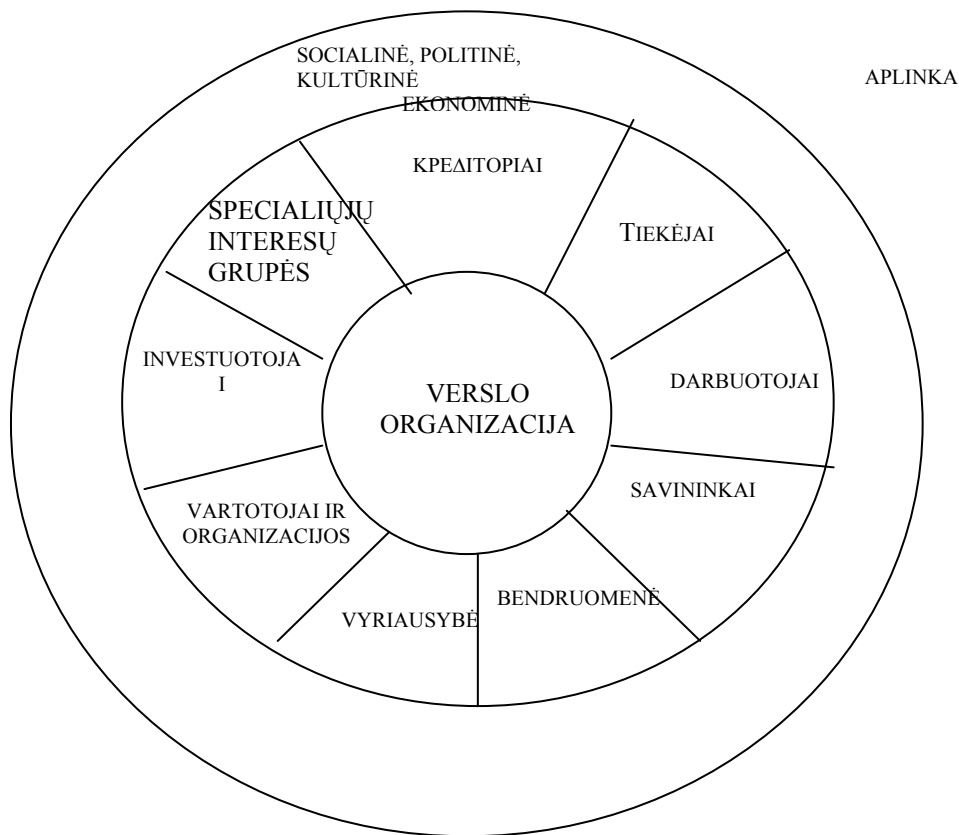 SOCIALINĖ, POLITINĖ,
KULTŪRINĖ
EKONOMINĖ
APLINKA
KPEΔITOPIAI
SPECIALIŲJŲ
INTERESŲ
GRUPĖS
TIEKĖJAI
INVESTUOTOJA
I
VERSLO
ORGANIZACIJA
DARBUOTOJAI
SAVININKAI
VARTOTOJAI IR
ORGANIZACIJOS
VYRIAUSYBĖ
BENDRUOMENĖ